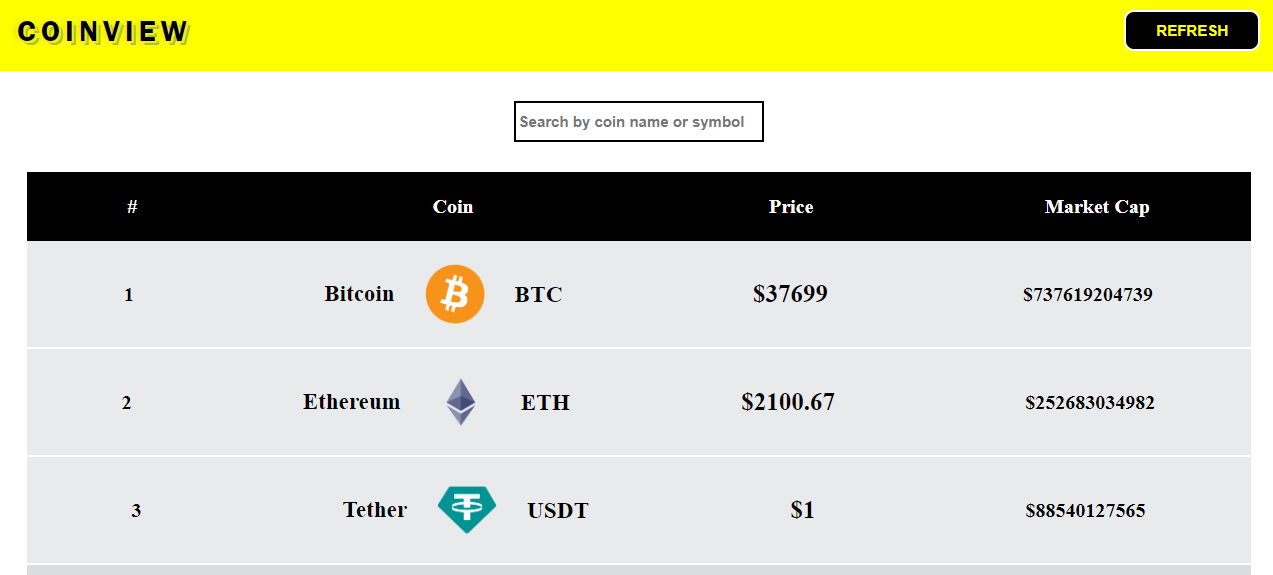 COINVIEW REFRESH
Search by coin name or symbol
# Coin Price Market Cap
1 Bitcoin BTC $37699 $737619204739
2 Ethereum ETH $2100.67 $252683034982
3 Tether USDT $1 $88540127565